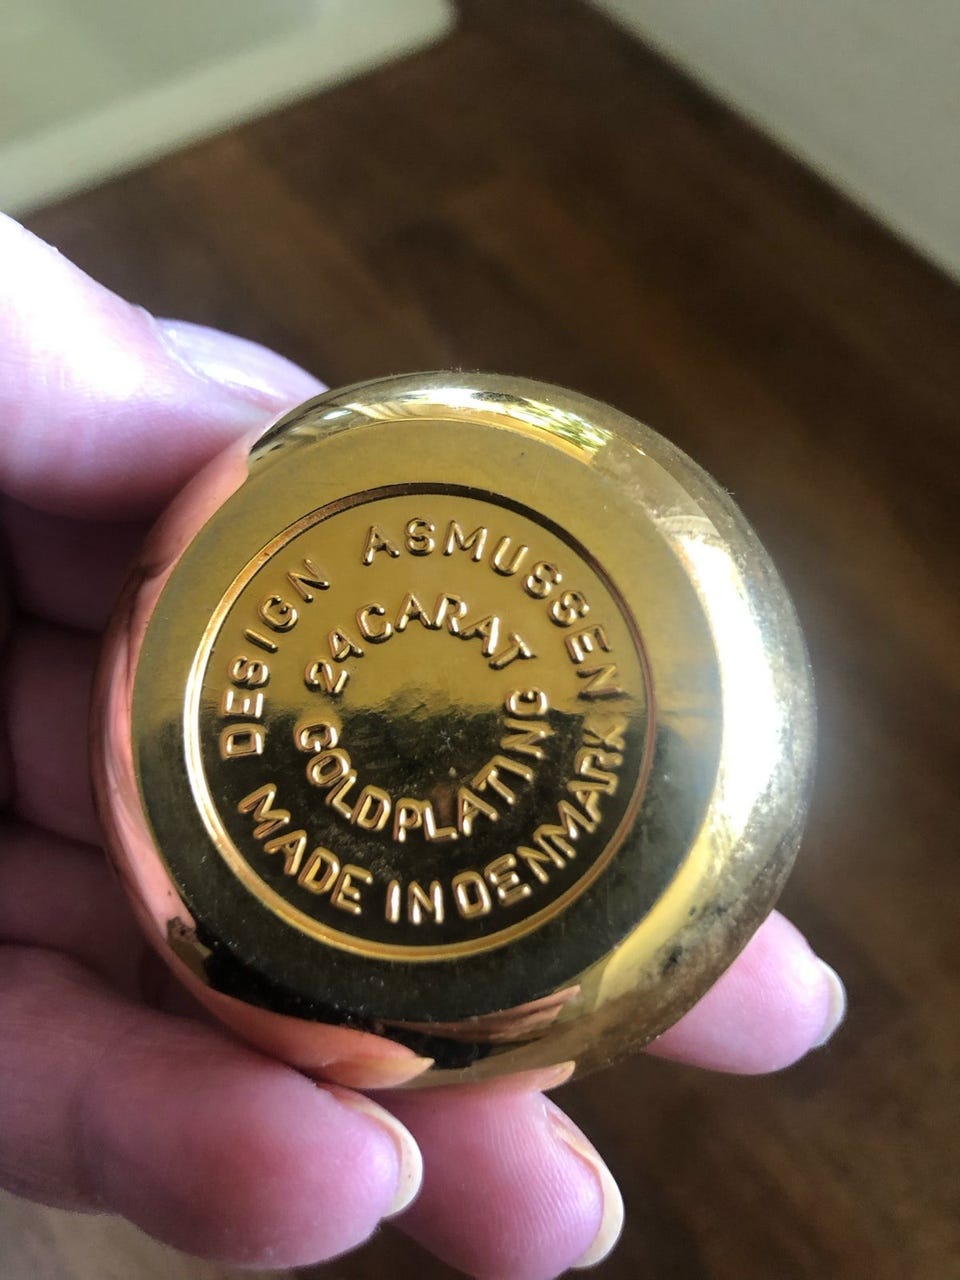 DESIGN ASMUSSEN
MADE IN DENMARK
24 CARAT
GOLDPLATING